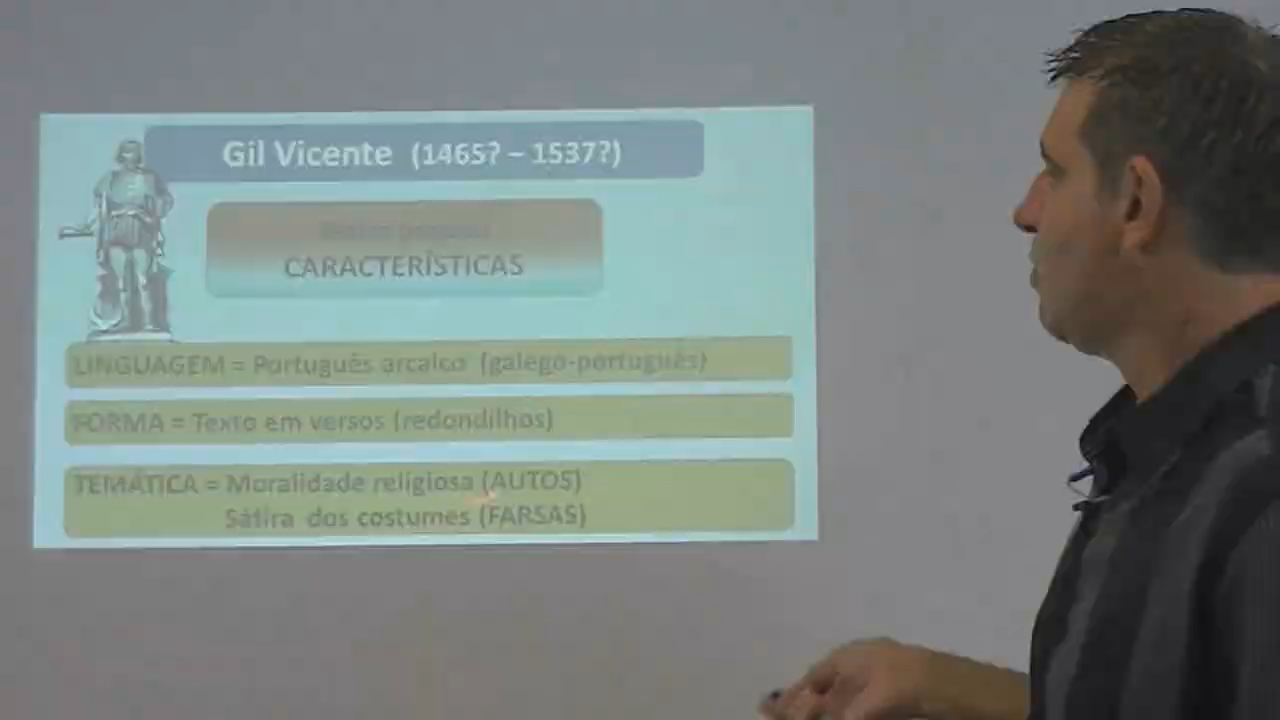 Gil Vicente (1465? – 1537?)
CARACTERÍSTICAS
LINGUAGEM = Português arcaico (galego-português)
FORMA = Texto em versos (redondilhos)
TEMÁTICA = Moralidade religiosa (AUTOS)
Sátira dos costumes (FARSAS)